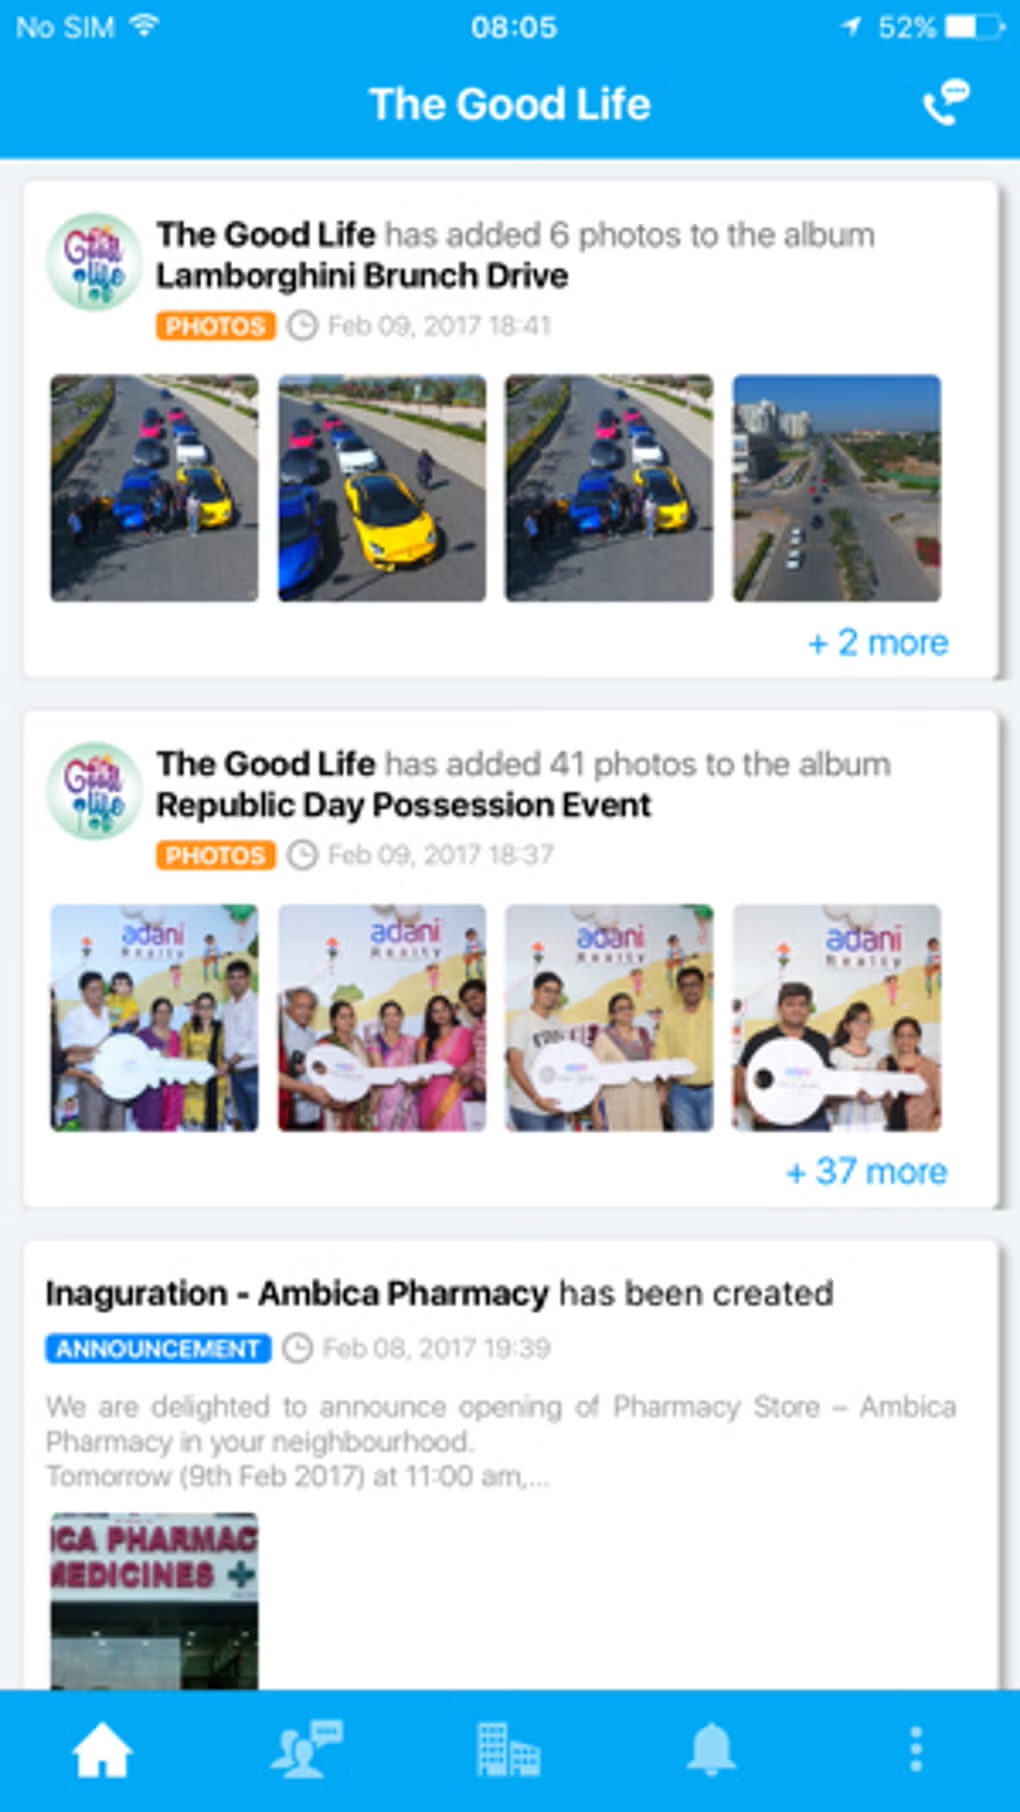 No SIM
08:05
52%
The Good Life
Good
life
The Good Life has added 6 photos to the album
Lamborghini Brunch Drive
PHOTOS Feb 09, 2017 18:41
+ 2 more
Good
life
The Good Life has added 41 photos to the album
Republic Day Possession Event
PHOTOS Feb 09, 2017 18:37
adani
Realty
adani
Realty
adani
Realty
adani
Realty
+ 37 more
Inaguration - Ambica Pharmacy has been created
ANNOUNCEMENT Feb 08, 2017 19:39
We are delighted to announce opening of Pharmacy Store – Ambica
Pharmacy in your neighbourhood.
Tomorrow (9th Feb 2017) at 11:00 am,...
ICA PHARMAC
MEDICINES